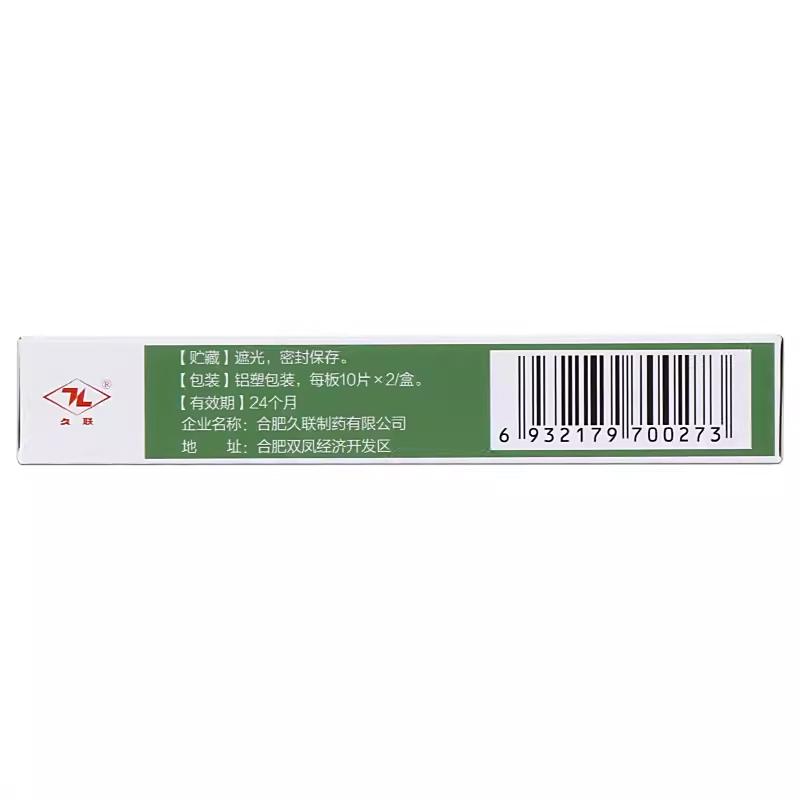 久联
®
【贮藏】遮光，密封保存。
【包装】铝塑包装，每板10片×2/盒。
【有效期】24个月
企业名称：合肥久联制药有限公司
地 址：合肥双凤经济开发区
6 932179 700273